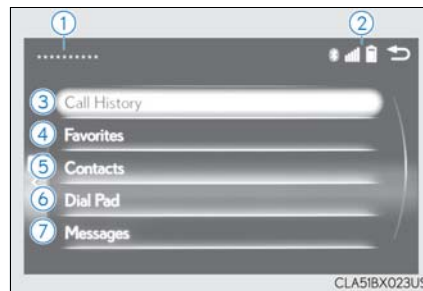 1
2
..........
3 Call History
4 Favorites
5 Contacts
6 Dial Pad
7 Messages
CLA51BX023US